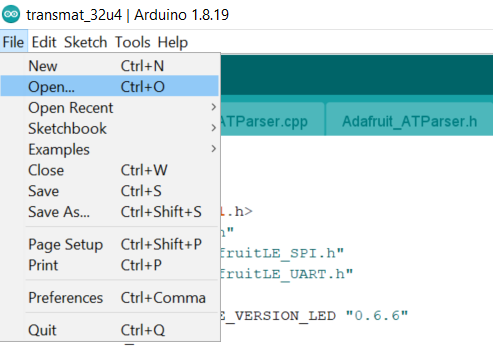 transmat_32u4 | Arduino 1.8.19
File Edit Sketch Tools Help
New Ctrl+N
Open... Ctrl+O
Open Recent
Sketchbook
Examples
Close Ctrl+W
Save Ctrl+S
Save As... Ctrl+Shift+S
Page Setup Ctrl+Shift+P
Print Ctrl+P
Preferences Ctrl+Comma
Quit Ctrl+Q
ATParser.cpp Adafruit_ATParser.h
.h>
h"
fruitLE_SPI.h"
fruitLE_UART.h"
E_VERSION_LED "0.6.6"